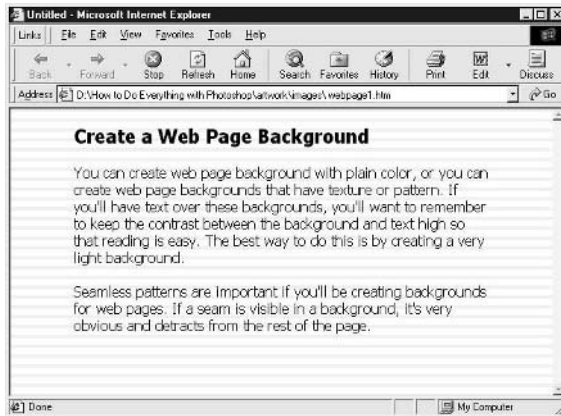 Untitled - Microsoft Internet Explorer
Links File Edit View Favorites Tools Help
Back Forward Stop Refresh Home Search Favorites History Print Edit Discuss
Address D:\How to Do Everything with Photoshop\artwork\images\webpage1.htm Go
Create a Web Page Background
You can create web page background with plain color, or you can
create web page backgrounds that have texture or pattern. If
you'll have text over these backgrounds, you'll want to remember
to keep the contrast between the background and text high so
that reading is easy. The best way to do this is by creating a very
light background.
Seamless patterns are important if you'll be creating backgrounds
for web pages. If a seam is visible in a background, it's very
obvious and detracts from the rest of the page.
Done My Computer